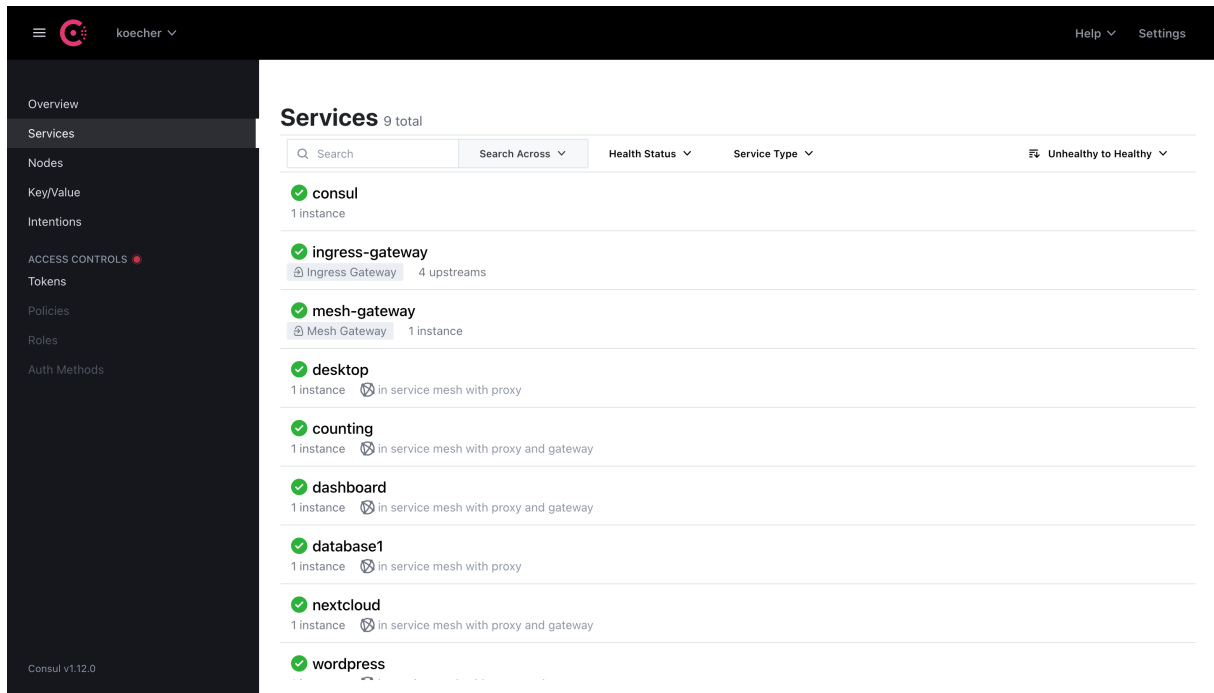 koecher
Help
Settings
Overview
Services
Nodes
Key/Value
Intentions
ACCESS CONTROLS
Tokens
Policies
Roles
Auth Methods
Consul v1.12.0
Services 9 total
Search
Search Across
Health Status
Service Type
Unhealthy to Healthy
consul
1 instance
ingress-gateway
Ingress Gateway 4 upstreams
mesh-gateway
Mesh Gateway 1 instance
desktop
1 instance in service mesh with proxy
counting
1 instance in service mesh with proxy and gateway
dashboard
1 instance in service mesh with proxy and gateway
database1
1 instance in service mesh with proxy
nextcloud
1 instance in service mesh with proxy and gateway
wordpress